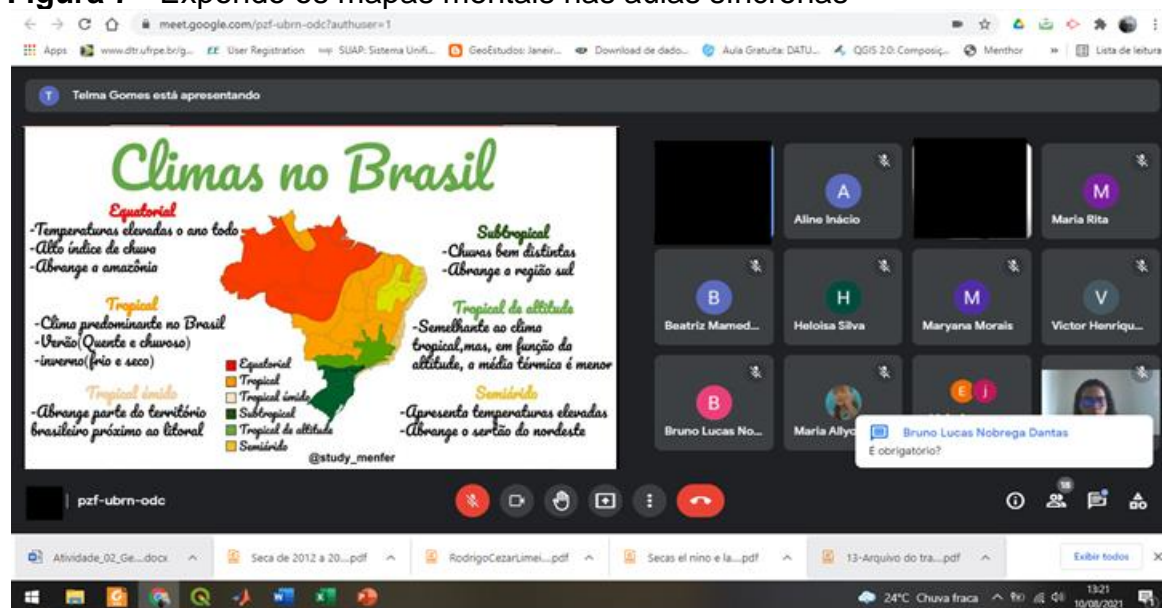 Expondo os mapas mentais nas aulas síncronas
meet.google.com/pzf-ubrn-odc?authuser=1
Apps
www.dtr.ufrpe.br/g...
User Registration
SUAP: Sistema Unifi...
GeoEstudos: Janeir...
Download de dado...
Aula Gratuita: DATU...
QGIS 2.0: Composiç...
Menthor
»
Lista de leitura
T
Telma Gomes está apresentando
Climas no Brasil
Equatorial
-Temperaturas elevadas o ano todo
-Alto índice de chuva
-Abrange a amazônia
Tropical
-Clima predominante no Brasil
-Verão(Quente e chuvoso)
-inverno(frio e seco)
Tropical úmido
-Abrange parte do território
brasileiro próximo ao litoral
Equatorial
Tropical
Tropical úmido
Subtropical
Tropical de altitude
Semiárido
@study_menfer
Subtropical
-Chuvas bem distintas
-Abrange a região sul
Tropical de altitude
-Semelhante ao clima
tropical,mas, em função da
altitude, a média térmica é menor
Semiárido
-Apresenta temperaturas elevadas
-Abrange o sertão do nordeste
A
Aline Inácio
M
Maria Rita
B
Beatriz Mamed...
H
Heloisa Silva
M
Maryana Morais
V
Victor Henriqu...
B
Bruno Lucas No...
Maria Allyc
E
j
Bruno Lucas Nobrega Dantas
É obrigatório?
pzf-ubrn-odc
18
Atividade_02_Ge....docx
Seca de 2012 a 20....pdf
RodrigoCezarLimei....pdf
Secas el nino e la....pdf
13-Arquivo do tra....pdf
Exibir todos
24°C Chuva fraca
13:21
10/08/2021